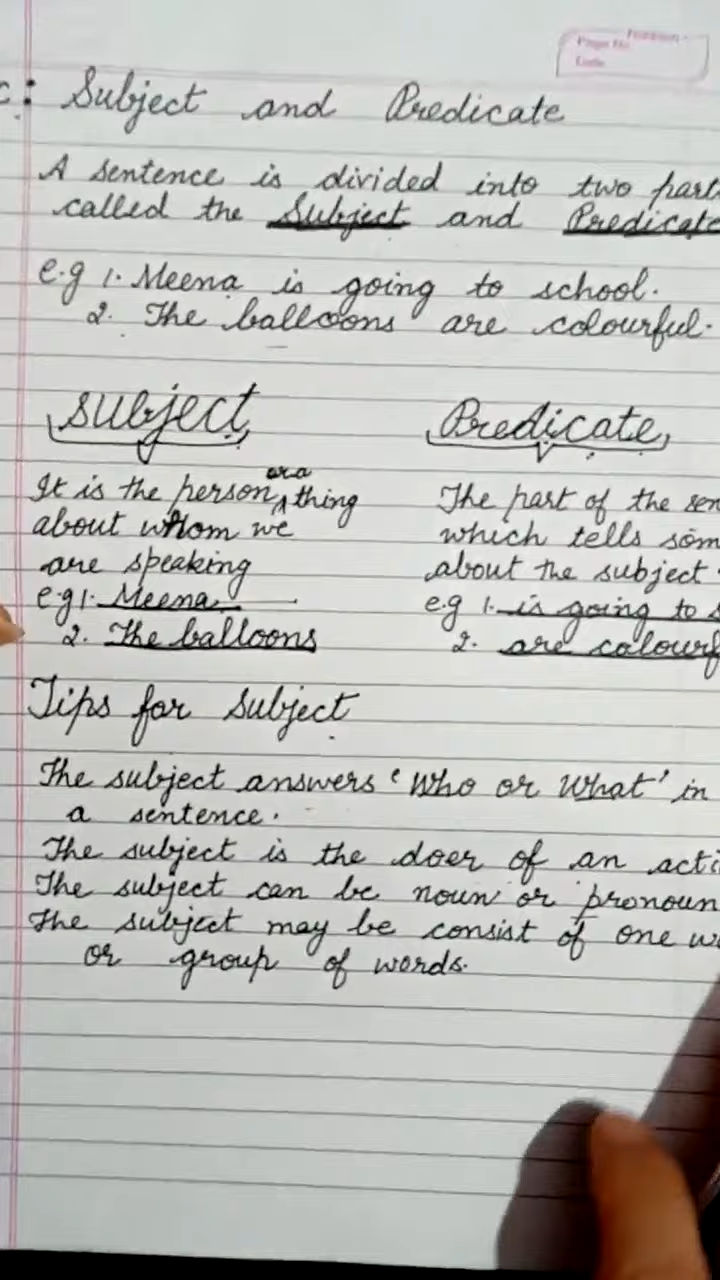 c: Subject and Predicate
A sentence is divided into two part
called the Subject and Predicate
e.g 1. Meena is going to school.
2. The balloons are colourful.
Subject Predicate
It is the person or a thing The part of the sen
about whom we which tells som
are speaking about the subject
e.g 1. Meena e.g 1. is going to s
2. The balloons 2. are colourf
Tips for Subject
The subject answers 'Who or What' in
a sentence.
The subject is the doer of an acti
The subject can be noun or pronoun
The subject may be consist of one w
or group of words.
Page No.
Date